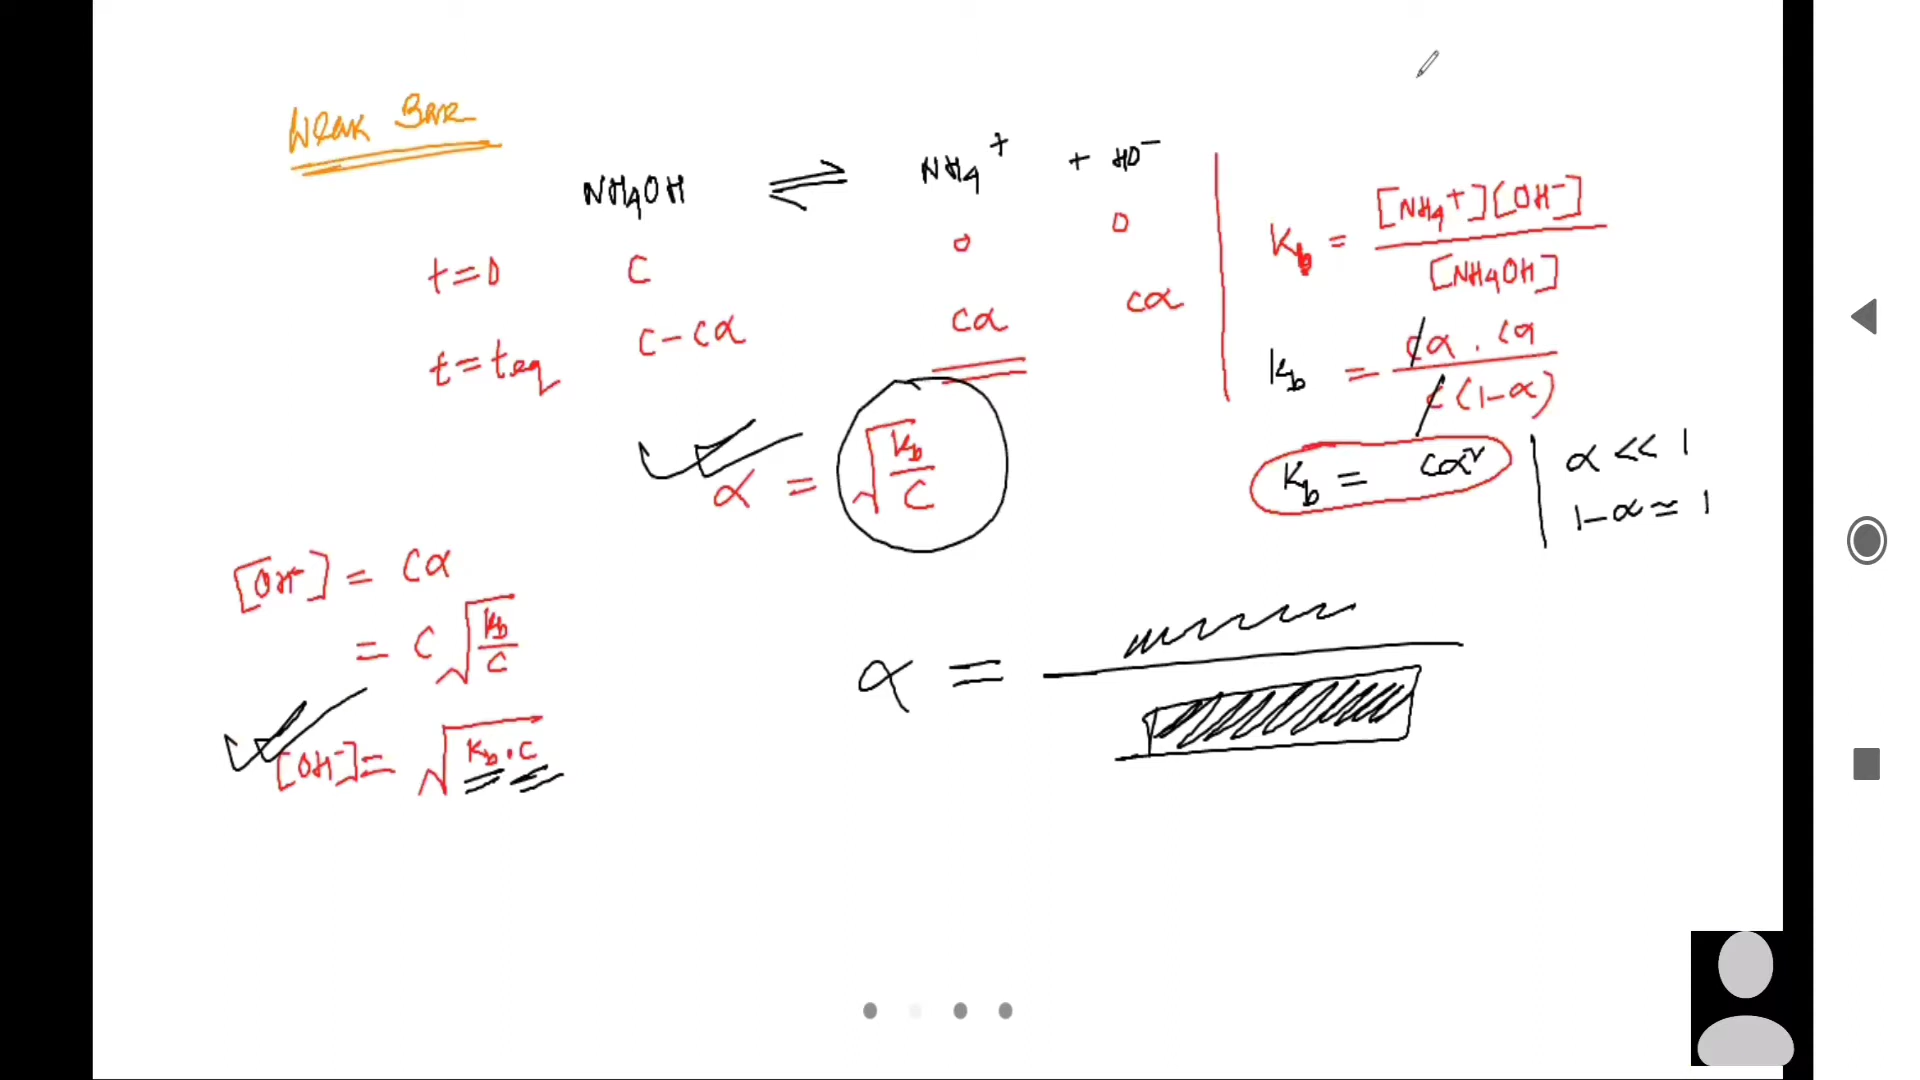 Weak Base
NH4OH ⇌ NH4⁺ + HO⁻
t=0 C 0 0
t=teq C-Cα Cα Cα
Kb = [NH4⁺][OH⁻] / [NH4OH]
Kb = Cα . Cα / C(1-α)
Kb = Cα²
α << 1
1-α ≃ 1
α = √(Kb/C)
[OH⁻] = Cα
= C√(Kb/C)
[OH⁻] = √(Kb.C)
α =